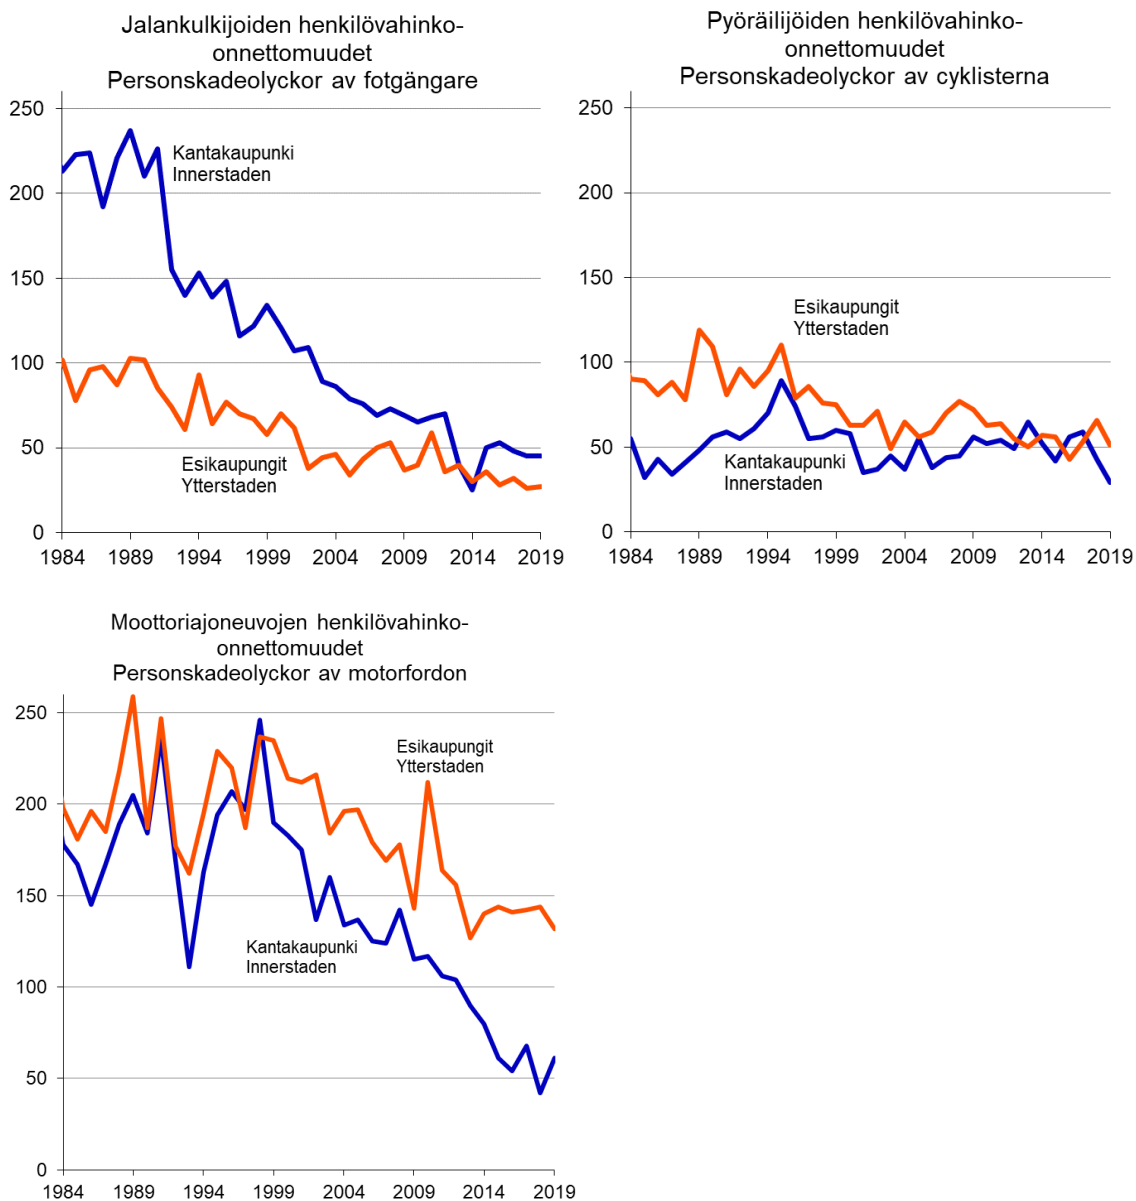 Jalankulkijoiden henkilövahinko-
onnettomuudet
Personskadeolyckor av fotgängare
250
200
150
100
50
0
Kantakaupunki
Innerstaden
Esikaupungit
Ytterstaden
1984 1989 1994 1999 2004 2009 2014 2019
Pyöräilijöiden henkilövahinko-
onnettomuudet
Personskadeolyckor av cyklisterna
250
200
150
100
50
0
Esikaupungit
Ytterstaden
Kantakaupunki
Innerstaden
1984 1989 1994 1999 2004 2009 2014 2019
Moottoriajoneuvojen henkilövahinko-
onnettomuudet
Personskadeolyckor av motorfordon
250
200
150
100
50
0
Esikaupungit
Ytterstaden
Kantakaupunki
Innerstaden
1984 1989 1994 1999 2004 2009 2014 2019